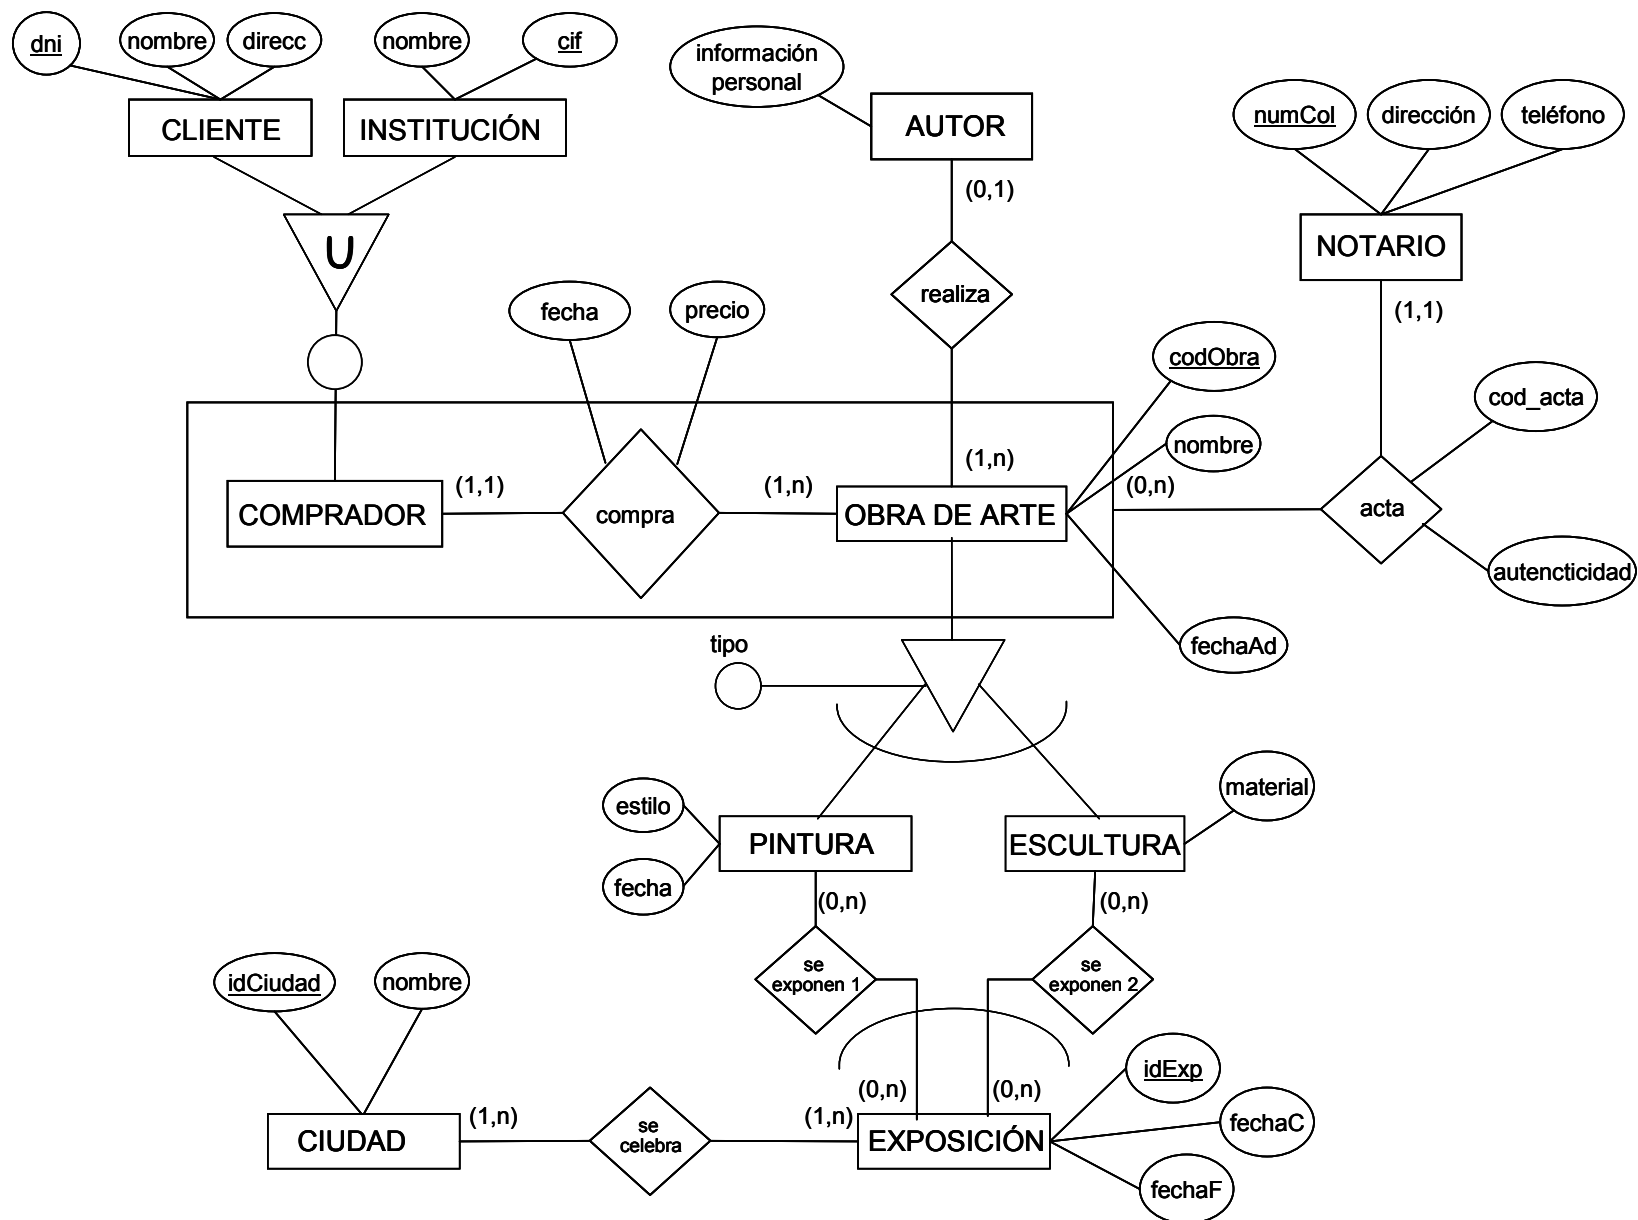 dni
nombre
direcc
nombre
cif
información
personal
CLIENTE
INSTITUCIÓN
AUTOR
numCol
dirección
teléfono
(0,1)
U
NOTARIO
realiza
fecha
precio
(1,1)
codObra
cod_acta
nombre
(1,n)
(1,1)
(1,n)
(0,n)
COMPRADOR
compra
OBRA DE ARTE
acta
autencticidad
tipo
fechaAd
estilo
material
PINTURA
ESCULTURA
fecha
(0,n)
(0,n)
se
exponen 1
se
exponen 2
idCiudad
nombre
idExp
(0,n)
(0,n)
(1,n)
(1,n)
fechaC
CIUDAD
se
celebra
EXPOSICIÓN
fechaF